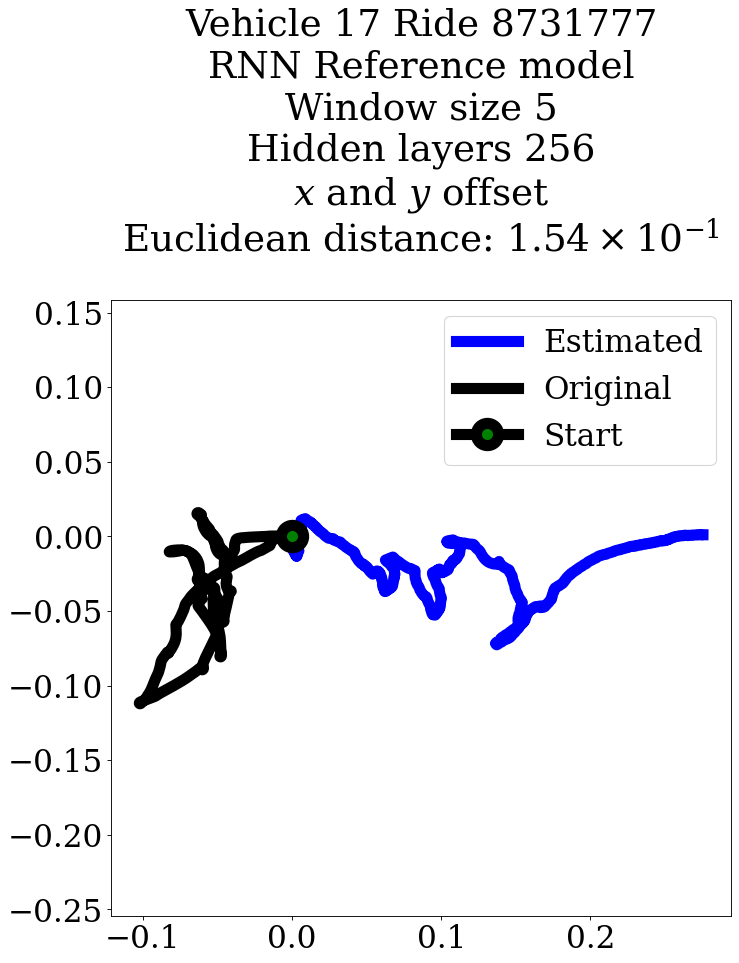 Vehicle 17 Ride 8731777
RNN Reference model
Window size 5
Hidden layers 256
x and y offset
Euclidean distance: 1.54 × 10⁻¹
0.15
0.10
0.05
0.00
−0.05
−0.10
−0.15
−0.20
−0.25
Estimated
Original
Start
−0.1
0.0
0.1
0.2